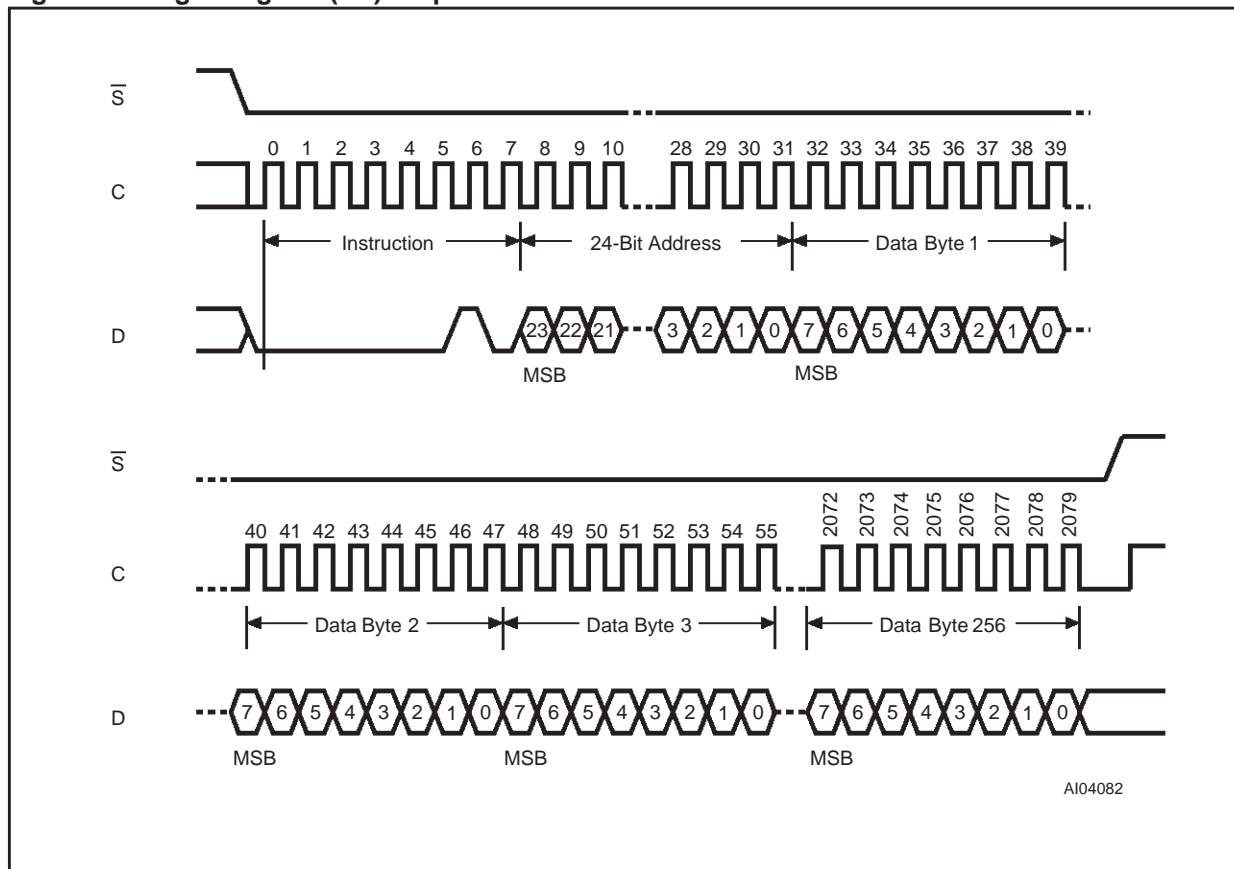 S
0 1 2 3 4 5 6 7 8 9 10 28 29 30 31 32 33 34 35 36 37 38 39
C
Instruction 24-Bit Address Data Byte 1
D
23 22 21 3 2 1 0 7 6 5 4 3 2 1 0
MSB MSB
S
40 41 42 43 44 45 46 47 48 49 50 51 52 53 54 55 2072 2073 2074 2075 2076 2077 2078 2079
C
Data Byte 2 Data Byte 3 Data Byte 256
D
7 6 5 4 3 2 1 0 7 6 5 4 3 2 1 0 7 6 5 4 3 2 1 0
MSB MSB MSB
AI04082